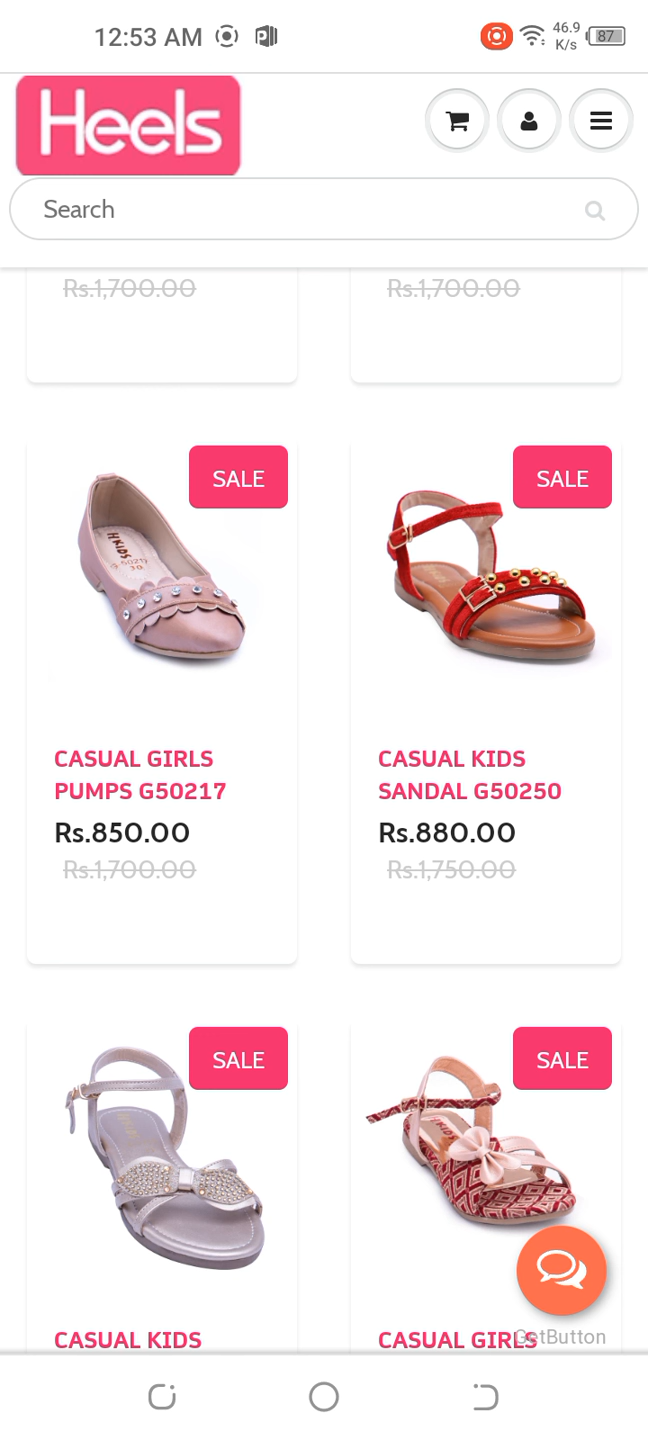 12:53 AM
46.9
K/s
87
Heels
Search
Rs.1,700.00
Rs.1,700.00
SALE
SALE
HKIDS
CASUAL GIRLS
PUMPS G50217
Rs.850.00
Rs.1,700.00
CASUAL KIDS
SANDAL G50250
Rs.880.00
Rs.1,750.00
SALE
SALE
CASUAL KIDS
CASUAL GIRLS
GetButton